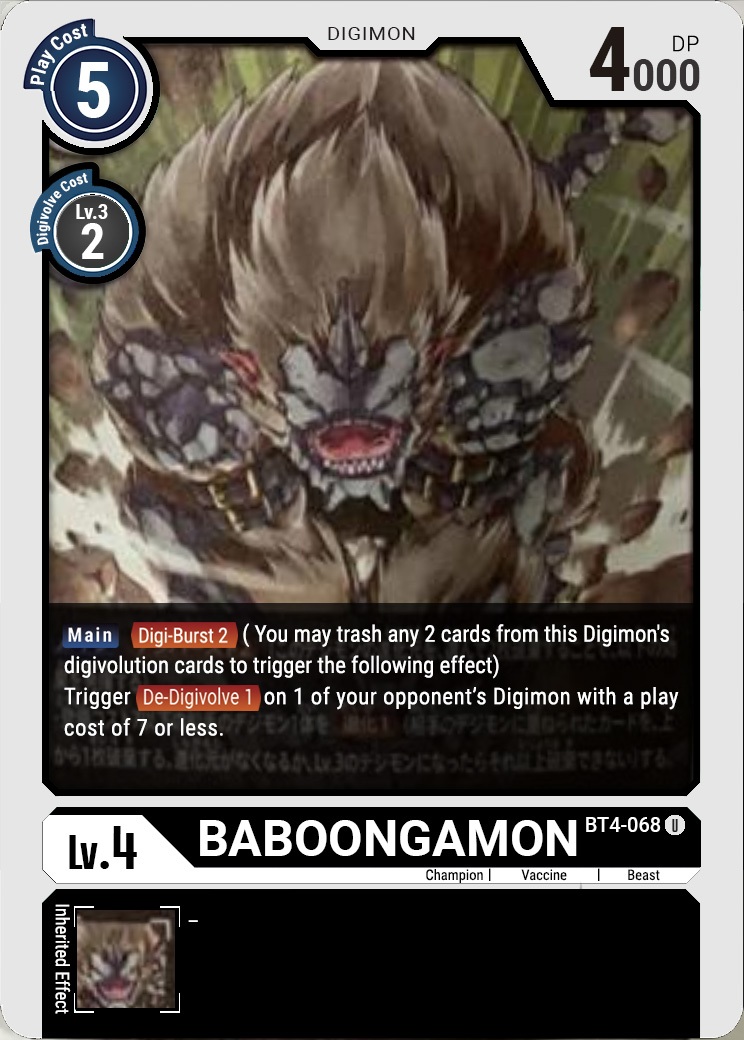 DIGIMON
Play Cost
5
DP
4000
Digivolve Cost
Lv.3
2
Main Digi-Burst 2 ( You may trash any 2 cards from this Digimon's
digivolution cards to trigger the following effect)
Trigger De-Digivolve 1 on 1 of your opponent's Digimon with a play
cost of 7 or less.
Lv.4
BABOONGAMON
BT4-068 U
Champion | Vaccine | Beast
Inherited Effect
–